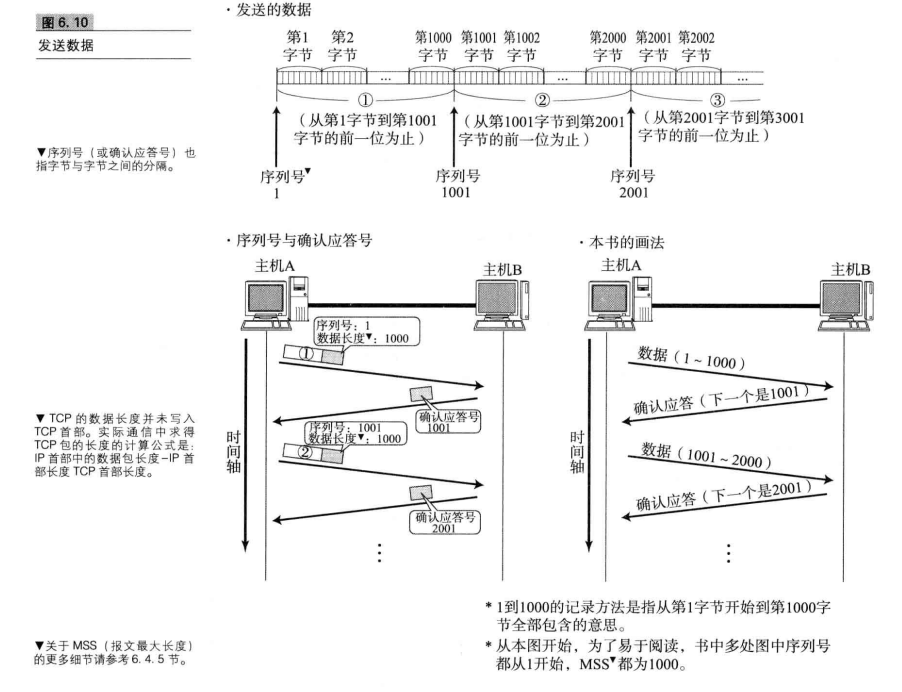 图6.10
发送数据
▼序列号（或确认应答号）也
指字节与字节之间的分隔。
▼ TCP 的数据长度并未写入
TCP 首部。实际通信中求得
TCP 包的长度的计算公式是：
IP 首部中的数据包长度-IP 首
部长度 TCP 首部长度。
▼关于 MSS（报文最大长度）
的更多细节请参考6. 4. 5 节。
·发送的数据
第1 第2 第1000 第1001 第1002 第2000 第2001 第2002
字节 字节 字节 字节 字节 字节 字节 字节
… … …
① ② ③
（从第1字节到第1001
字节的前一位为止）
（从第1001字节到第2001
字节的前一位为止）
（从第2001字节到第3001
字节的前一位为止）
序列号▼
1
序列号
1001
序列号
2001
·序列号与确认应答号
主机A
主机B
序列号：1
数据长度▼：1000
①
确认应答号
1001
序列号：1001
数据长度▼：1000
②
确认应答号
2001
时间轴
⋮
·本书的画法
主机A
主机B
数据（1～1000）
确认应答（下一个是1001）
数据（1001～2000）
确认应答（下一个是2001）
时间轴
⋮
* 1到1000的记录方法是指从第1字节开始到第1000字
节全部包含的意思。
* 从本图开始，为了易于阅读，书中多处图中序列号
都从1开始，MSS▼都为1000。